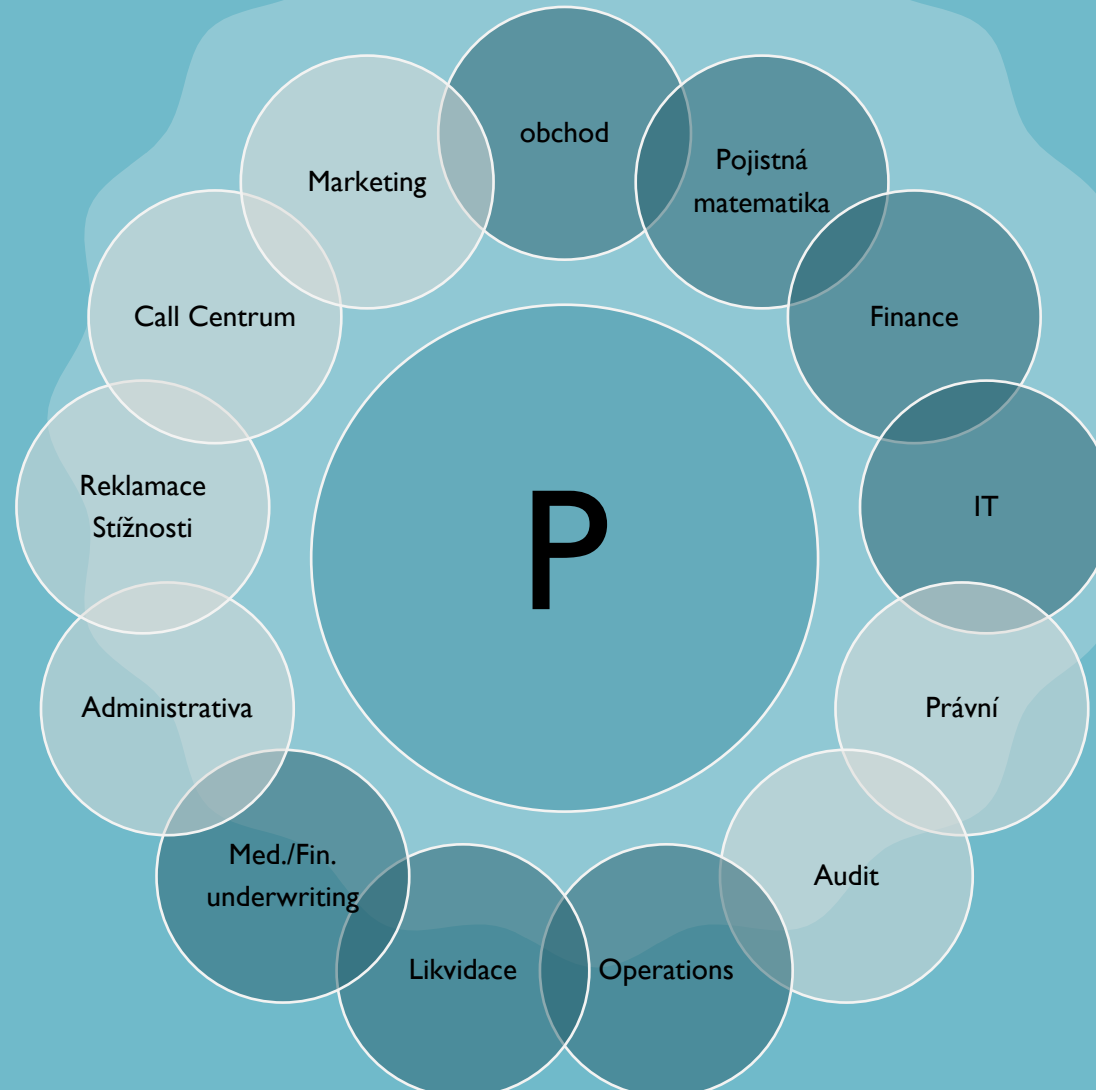 obchod
Pojistná
matematika
Finance
IT
Právní
Audit
Operations
Likvidace
Med./Fin.
underwriting
Administrativa
Reklamace
Stížnosti
Call Centrum
Marketing
P